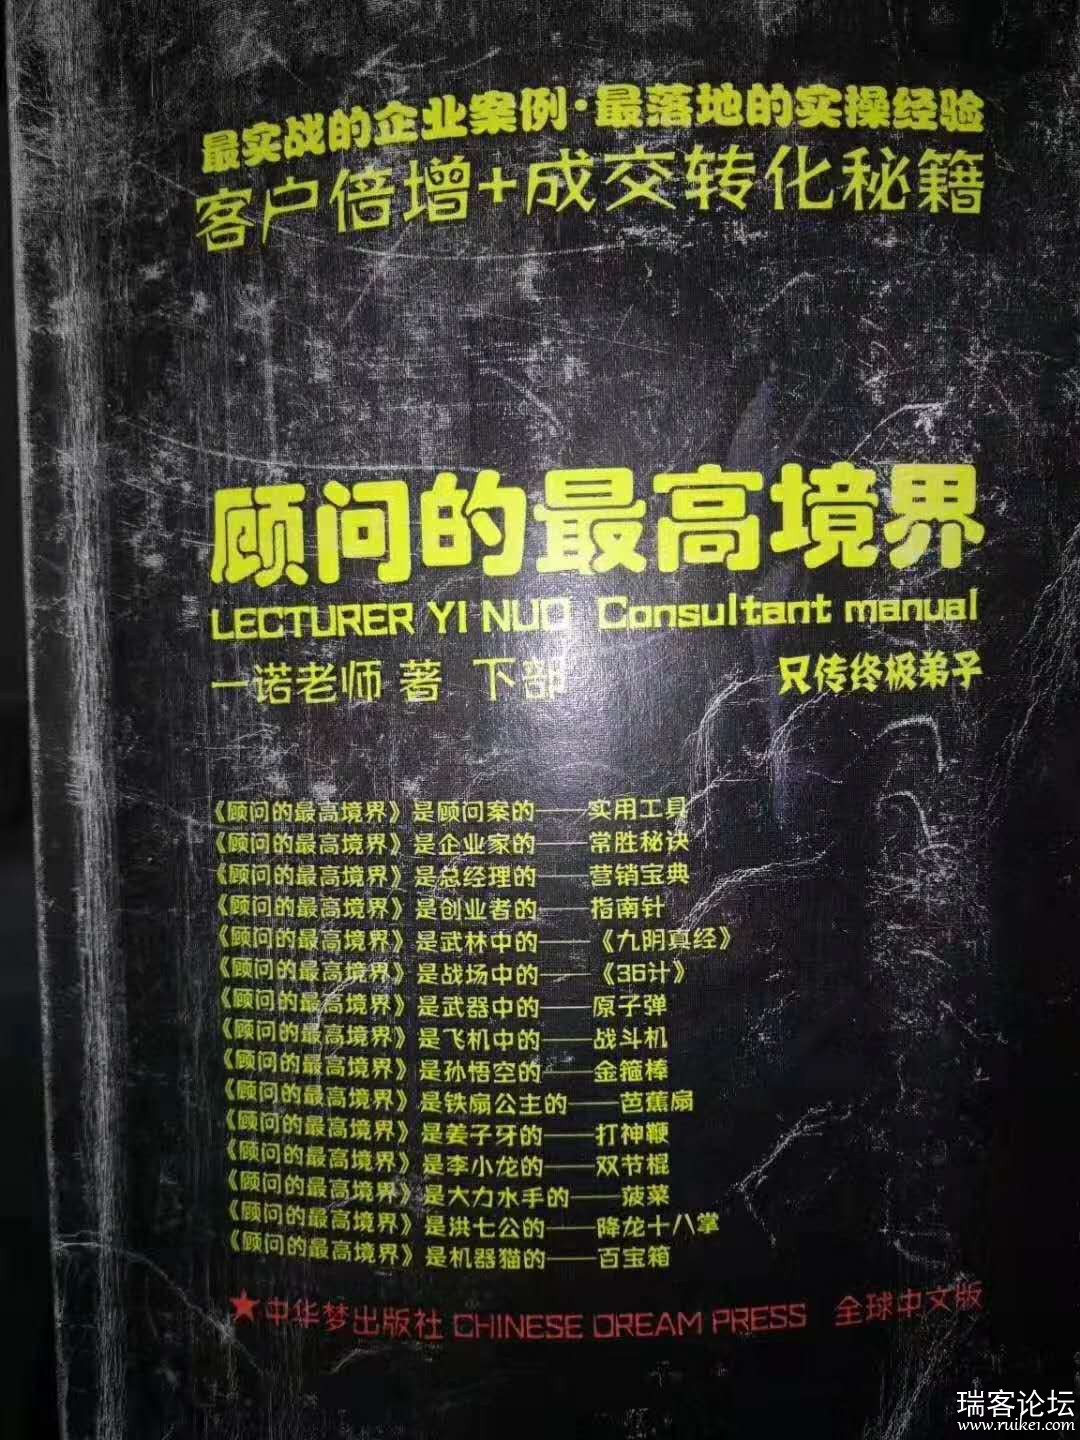 最实战的企业案例·最落地的实操经验
客户倍增+成交转化秘籍
顾问的最高境界
LECTURER YI NUO Consultant manual
一诺老师 著 下部 只传终极弟子
《顾问的最高境界》是顾问案的——实用工具
《顾问的最高境界》是企业家的——常胜秘诀
《顾问的最高境界》是总经理的——营销宝典
《顾问的最高境界》是创业者的——指南针
《顾问的最高境界》是武林中的——《九阴真经》
《顾问的最高境界》是战场中的——《36计》
《顾问的最高境界》是武器中的——原子弹
《顾问的最高境界》是飞机中的——战斗机
《顾问的最高境界》是孙悟空的——金箍棒
《顾问的最高境界》是铁扇公主的——芭蕉扇
《顾问的最高境界》是姜子牙的——打神鞭
《顾问的最高境界》是李小龙的——双节棍
《顾问的最高境界》是大力水手的——菠菜
《顾问的最高境界》是洪七公的——降龙十八掌
《顾问的最高境界》是机器猫的——百宝箱
★中华梦出版社 CHINESE DREAM PRESS 全球中文版
瑞客论坛
www.ruikei.com